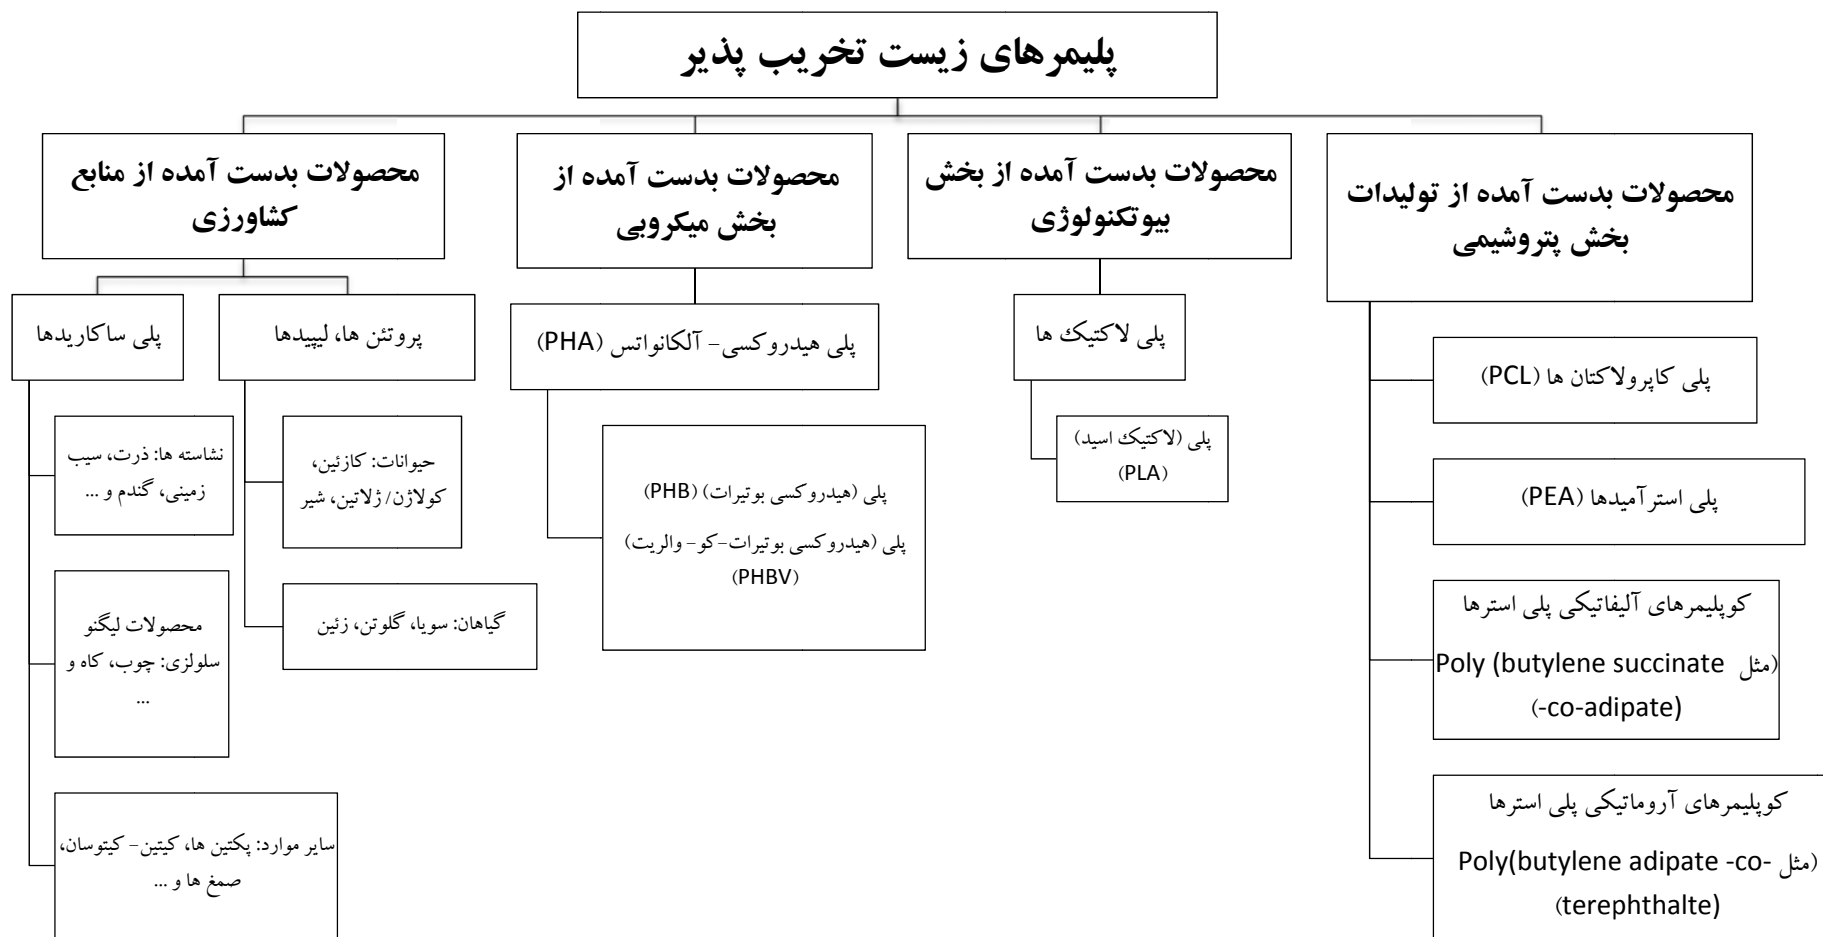 پلیمرهای زیست تخریب پذیر
محصولات بدست آمده از تولیدات
بخش پتروشیمی
پلی کاپرولاکتان ها (PCL)
پلی استرآمیدها (PEA)
کوپلیمرهای آلیفاتیکی پلی استرها
(مثل Poly (butylene succinate
(-co-adipate)
کوپلیمرهای آروماتیکی پلی استرها
(مثل Poly(butylene adipate -co-
(terephthalte)
محصولات بدست آمده از بخش
بیوتکنولوژی
پلی لاکتیک ها
پلی (لاکتیک اسید)
(PLA)
محصولات بدست آمده از
بخش میکروبی
پلی هیدروکسی- آلکانواتس (PHA)
پلی (هیدروکسی بوتیرات) (PHB)
پلی (هیدروکسی بوتیرات-کو- والریت)
(PHBV)
محصولات بدست آمده از منابع
کشاورزی
پروتئن ها، لیپیدها
حیوانات: کازئین،
کولاژن/ ژلاتین، شیر
گیاهان: سویا، گلوتن، زئین
پلی ساکاریدها
نشاسته ها: ذرت، سیب
زمینی، گندم و ...
محصولات لیگنو
سلولزی: چوب، کاه و
...
سایر موارد: پکتین ها، کیتین- کیتوسان،
صمغ ها و ...